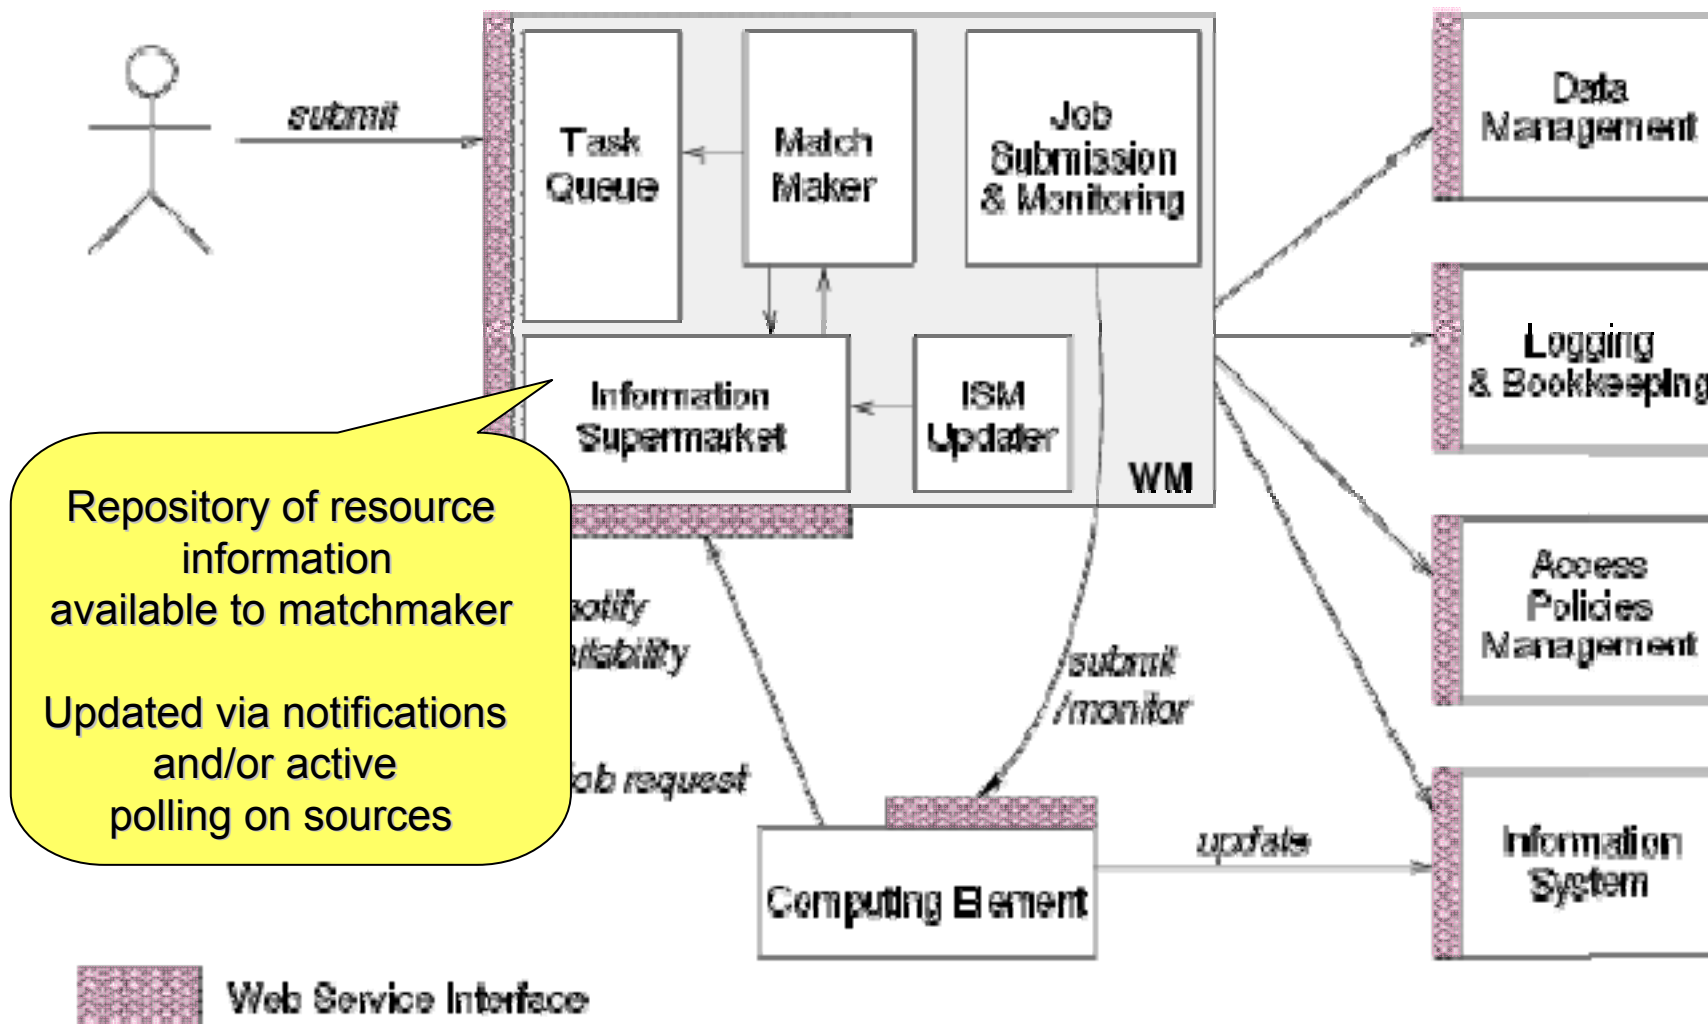 submit
Task
Queue
Match
Maker
Job
Submission
& Monitoring
Data
Management
Logging
& Bookkeeping
Information
Supermarket
ISM
Updater
WM
Repository of resource
information
available to matchmaker
Updated via notifications
and/or active
polling on sources
submit
/monitor
job request
Access
Policies
Management
update
Computing Element
Information
System
Web Service Interface